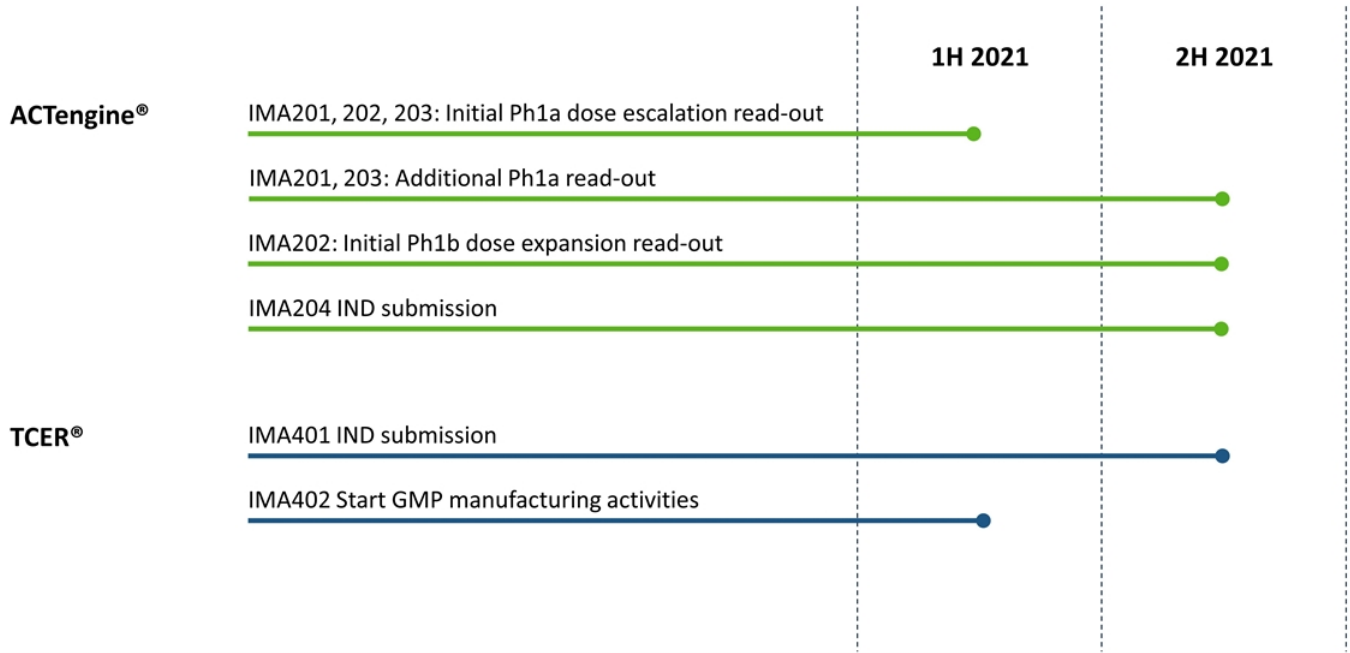 1H 2021
2H 2021
ACTengine®
IMA201, 202, 203: Initial Ph1a dose escalation read-out
IMA201, 203: Additional Ph1a read-out
IMA202: Initial Ph1b dose expansion read-out
IMA204 IND submission
TCER®
IMA401 IND submission
IMA402 Start GMP manufacturing activities